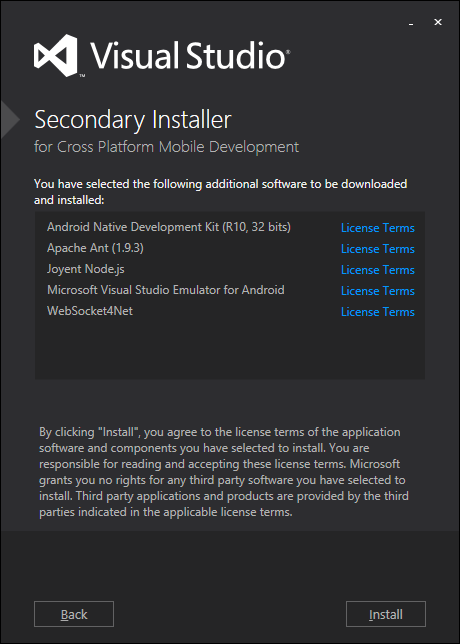 Visual Studio®
™
Secondary Installer
for Cross Platform Mobile Development
You have selected the following additional software to be downloaded
and installed:
Android Native Development Kit (R10, 32 bits) License Terms
Apache Ant (1.9.3) License Terms
Joyent Node.js License Terms
Microsoft Visual Studio Emulator for Android License Terms
WebSocket4Net License Terms
By clicking "Install", you agree to the license terms of the application
software and components you have selected to install. You are
responsible for reading and accepting these license terms. Microsoft
grants you no rights for any third party software you have selected to
install. Third party applications and products are provided by the third
parties indicated in the applicable license terms.
Back Install